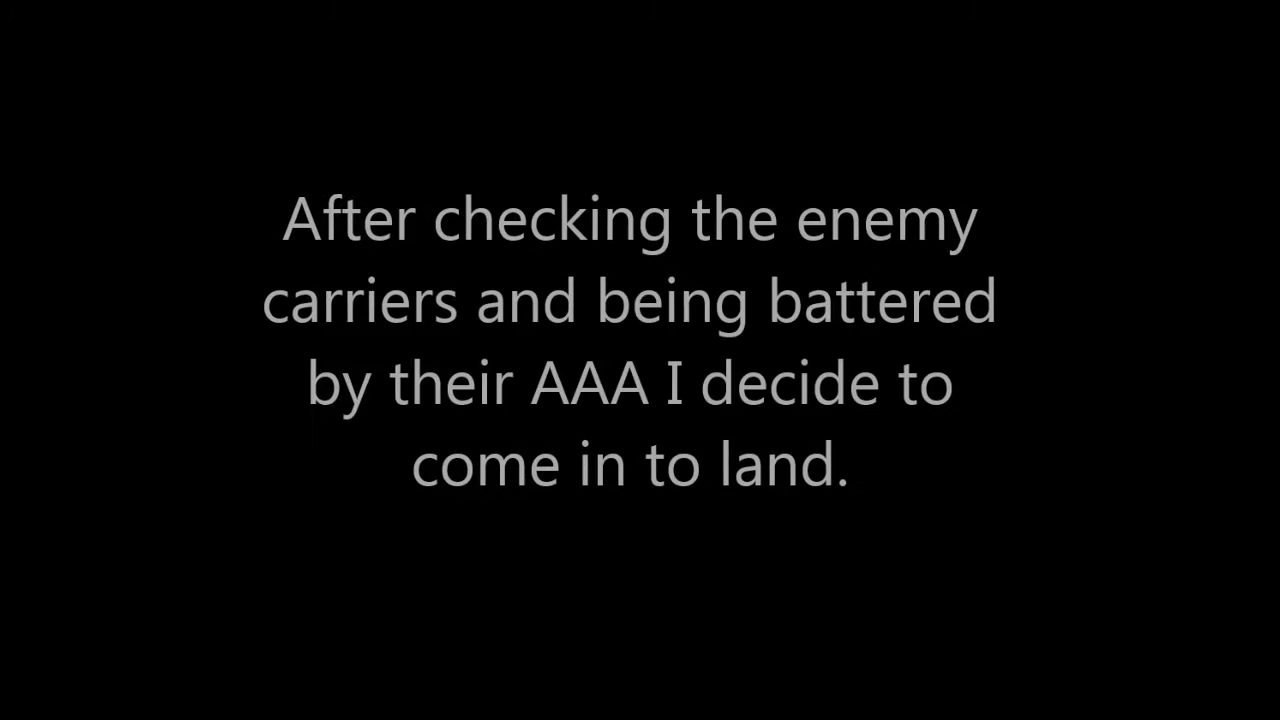 After checking the enemy
carriers and being battered
by their AAA I decide to
come in to land.